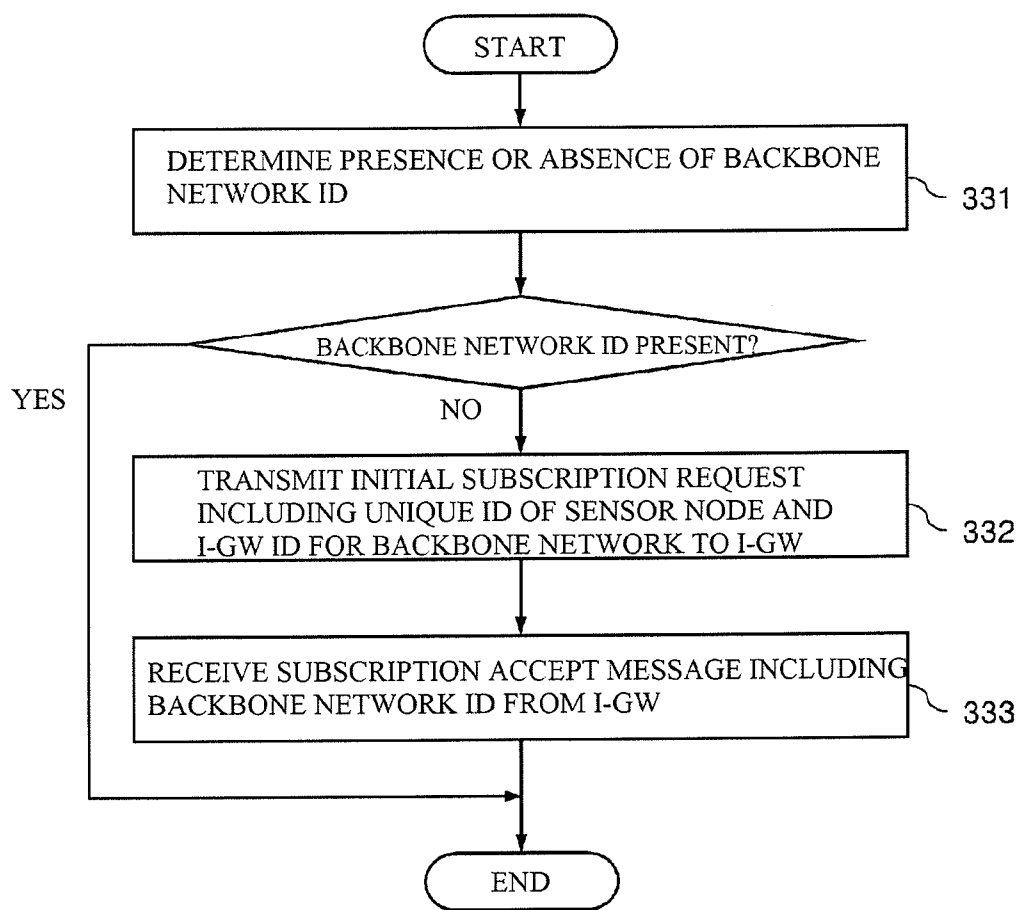 START
DETERMINE PRESENCE OR ABSENCE OF BACKBONE
NETWORK ID
331
BACKBONE NETWORK ID PRESENT?
YES
NO
TRANSMIT INITIAL SUBSCRIPTION REQUEST
INCLUDING UNIQUE ID OF SENSOR NODE AND
I-GW ID FOR BACKBONE NETWORK TO I-GW
332
RECEIVE SUBSCRIPTION ACCEPT MESSAGE INCLUDING
BACKBONE NETWORK ID FROM I-GW
333
END